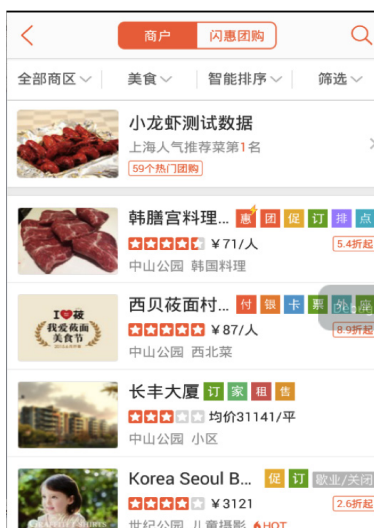 商户 闪惠团购
全部商区 美食 智能排序 筛选
小龙虾测试数据
上海人气推荐菜第1名
59个热门团购
韩膳宫料理... 惠 团 促 订 排 点
¥71/人 5.4折起
中山公园 韩国料理
西贝莜面村... 付 银 卡 票 外 座
¥87/人 8.9折起
中山公园 西北菜
I 莜
我爱莜面
美食节
长丰大厦 订 家 租 售
均价31141/平
中山公园 小区
Korea Seoul B... 促 订 歇业/关闭
¥3121 2.6折起
世纪公园 儿童摄影 HOT